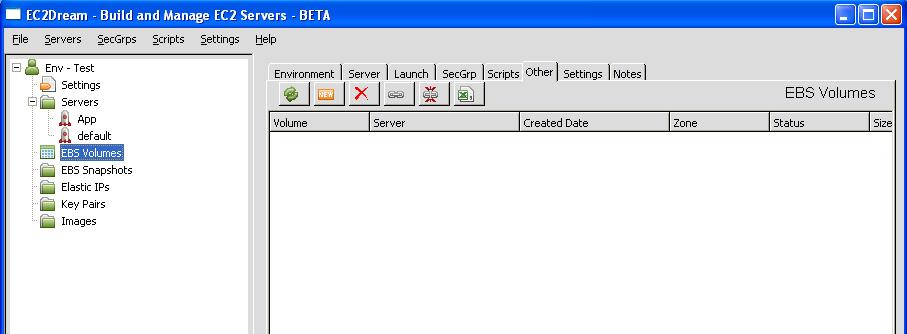 EC2Dream - Build and Manage EC2 Servers - BETA
File Servers SecGrps Scripts Settings Help
Env - Test
Settings
Servers
App
default
EBS Volumes
EBS Snapshots
Elastic IPs
Key Pairs
Images
Environment Server Launch SecGrp Scripts Other Settings Notes
NEW
EBS Volumes
Volume Server Created Date Zone Status Size